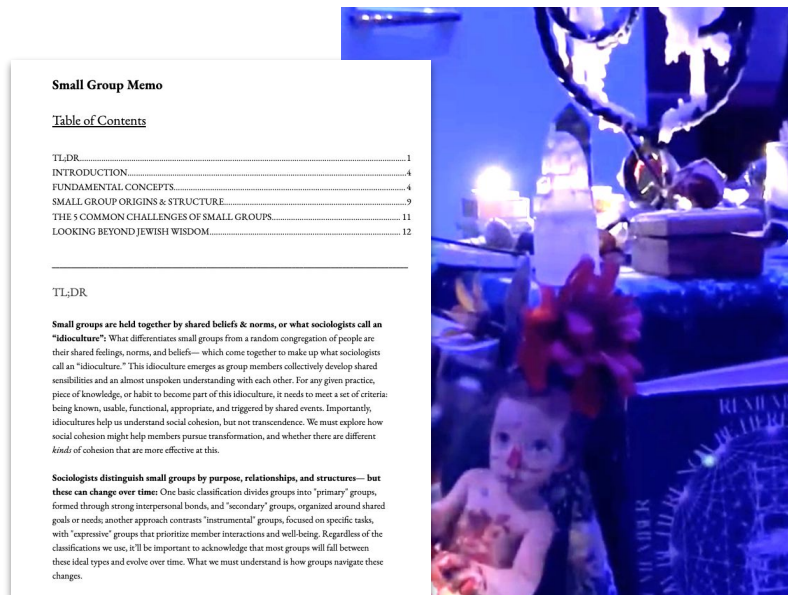 Small Group Memo
Table of Contents
TL;DR........................................................................................................................1
INTRODUCTION....................................................................................................4
FUNDAMENTAL CONCEPTS................................................................................. 4
SMALL GROUP ORIGINS & STRUCTURE................................................................9
THE 5 COMMON CHALLENGES OF SMALL GROUPS............................................ 11
LOOKING BEYOND JEWISH WISDOM................................................................... 12
TL;DR
Small groups are held together by shared beliefs & norms, or what sociologists call an
“idioculture”: What differentiates small groups from a random congregation of people are
their shared feelings, norms, and beliefs— which come together to make up what sociologists
call an “idioculture.” This idioculture emerges as group members collectively develop shared
sensibilities and an almost unspoken understanding with each other. For any given practice,
piece of knowledge, or habit to become part of this idioculture, it needs to meet a set of criteria:
being known, usable, functional, appropriate, and triggered by shared events. Importantly,
idiocultures help us understand social cohesion, but not transcendence. We must explore how
social cohesion might help members pursue transformation, and whether there are different
kinds of cohesion that are more effective at this.
Sociologists distinguish small groups by purpose, relationships, and structures— but
these can change over time: One basic classification divides groups into "primary" groups,
formed through strong interpersonal bonds, and "secondary" groups, organized around shared
goals or needs; another approach contrasts "instrumental" groups, focused on specific tasks,
with "expressive" groups that prioritize member interactions and well-being. Regardless of the
classifications we use, it’ll be important to acknowledge that most groups will fall between
these ideal types and evolve over time. What we must understand is how groups navigate these
changes.